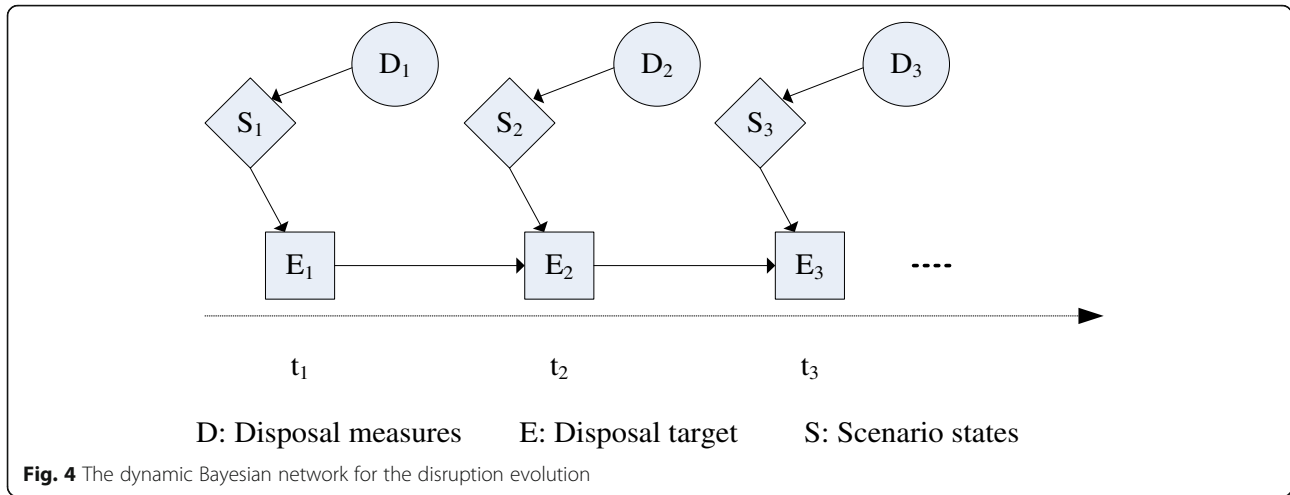 D₁ D₂ D₃
S₁ S₂ S₃
E₁ E₂ E₃ ----
t₁ t₂ t₃
D: Disposal measures E: Disposal target S: Scenario states
Fig. 4 The dynamic Bayesian network for the disruption evolution